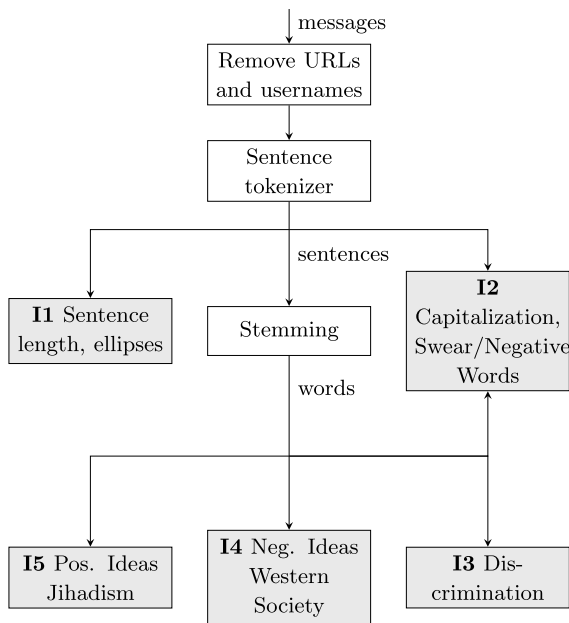 messages
Remove URLs
and usernames
Sentence
tokenizer
sentences
I1 Sentence
length, ellipses
Stemming
I2
Capitalization,
Swear/Negative
Words
words
I5 Pos. Ideas
Jihadism
I4 Neg. Ideas
Western
Society
I3 Dis-
crimination